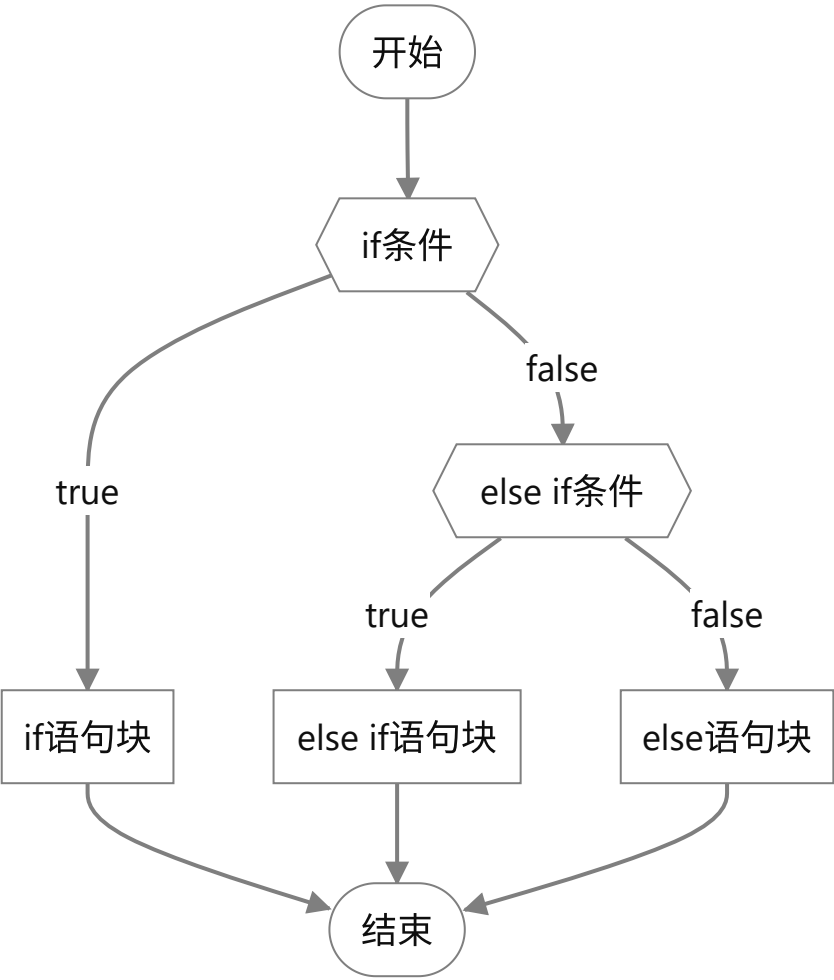 开始
if条件
false
true
else if条件
true
false
if语句块
else if语句块
else语句块
结束